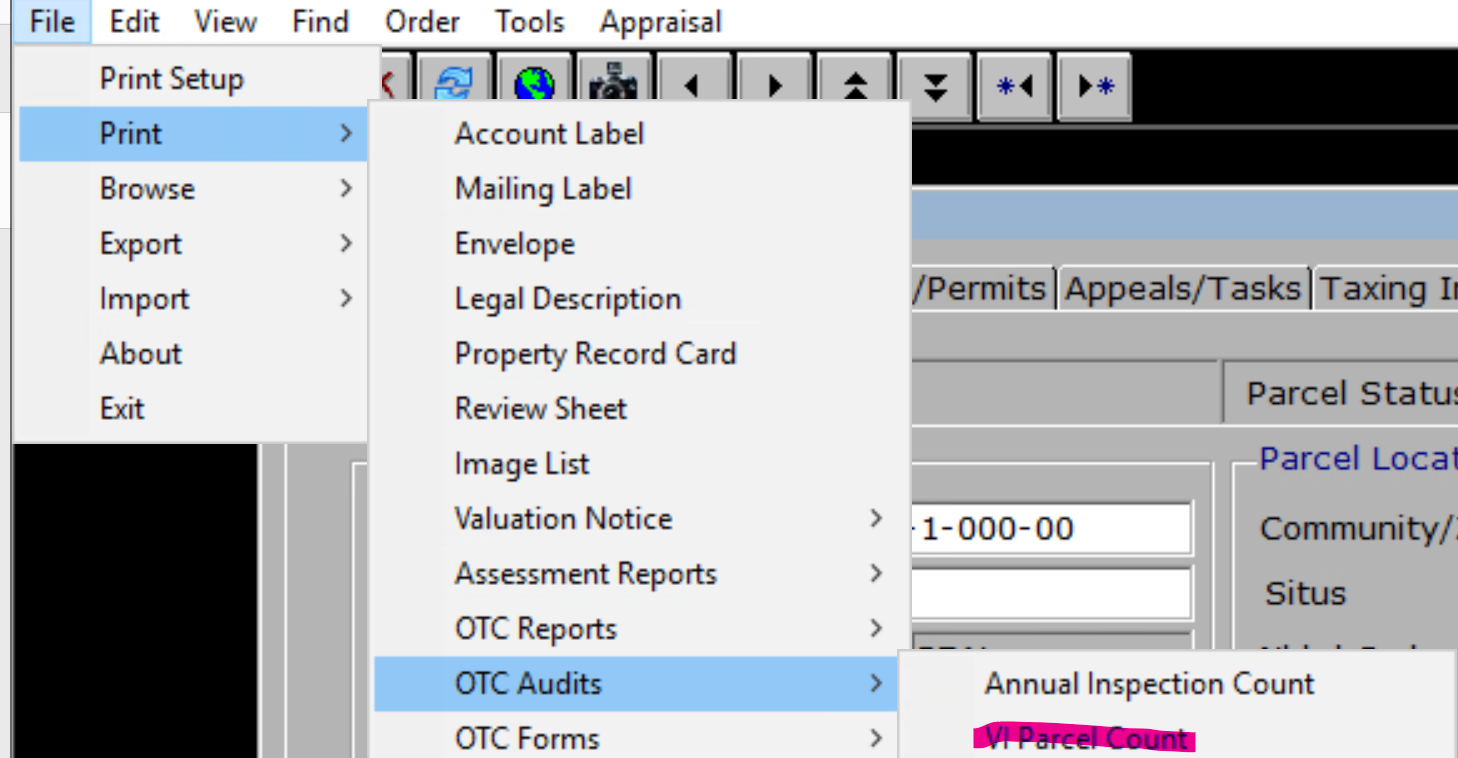 File Edit View Find Order Tools Appraisal
Print Setup
Print
Browse
Export
Import
About
Exit
Account Label
Mailing Label
Envelope
Legal Description
Property Record Card
Review Sheet
Image List
Valuation Notice
Assessment Reports
OTC Reports
OTC Audits
OTC Forms
Annual Inspection Count
VI Parcel Count
/Permits Appeals/Tasks Taxing
Parcel Status
Parcel
1-000-00
Community/
Situs